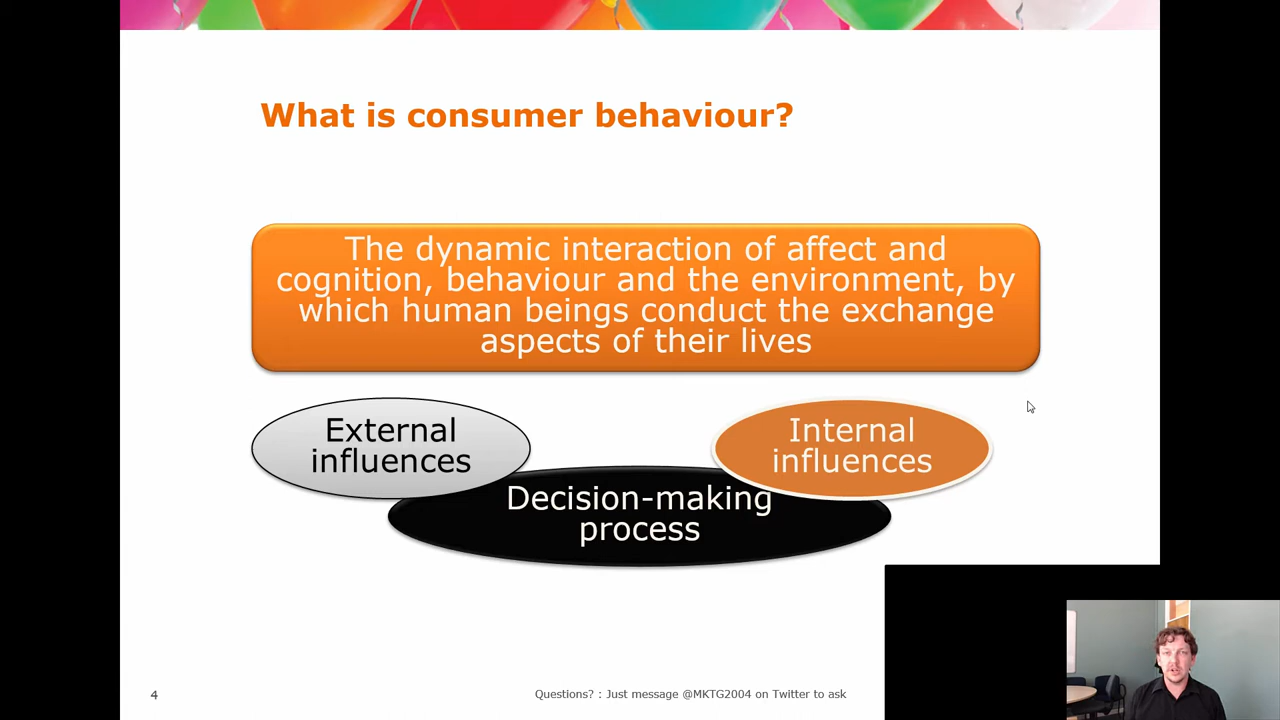 What is consumer behaviour?
The dynamic interaction of affect and
cognition, behaviour and the environment, by
which human beings conduct the exchange
aspects of their lives
External
influences
Internal
influences
Decision-making
process
4
Questions? : Just message @MKTG2004 on Twitter to ask